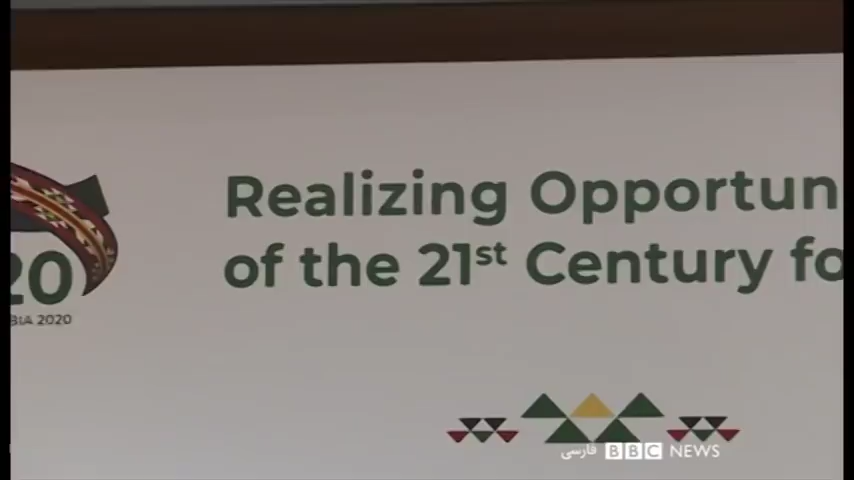 Realizing Opportun
of the 21st Century fo
20
BIA 2020
فارسی BBC NEWS